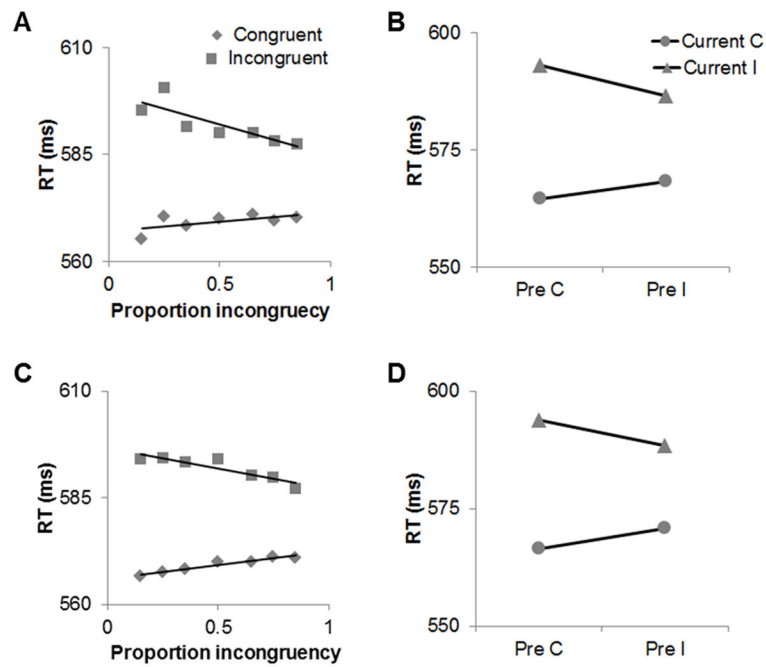 A
B
Congruent
Incongruent
610
585
560
RT (ms)
0
0.5
1
Proportion incongruecy
Current C
Current I
600
575
550
RT (ms)
Pre C
Pre I
C
D
610
585
560
RT (ms)
0
0.5
1
Proportion incongruency
600
575
550
RT (ms)
Pre C
Pre I